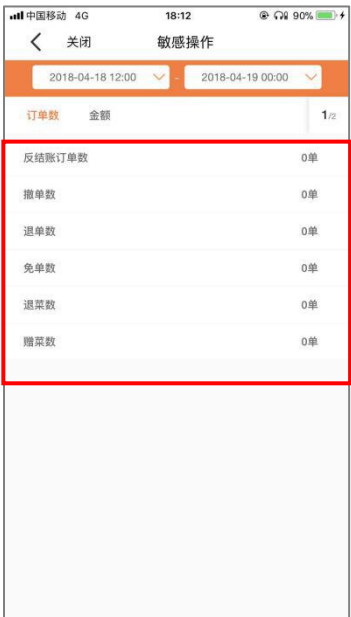 中国移动 4G 18:12 90%
关闭 敏感操作
2018-04-18 12:00 - 2018-04-19 00:00
订单数 金额 1/2
反结账订单数 0单
撤单数 0单
退单数 0单
免单数 0单
退菜数 0单
赠菜数 0单